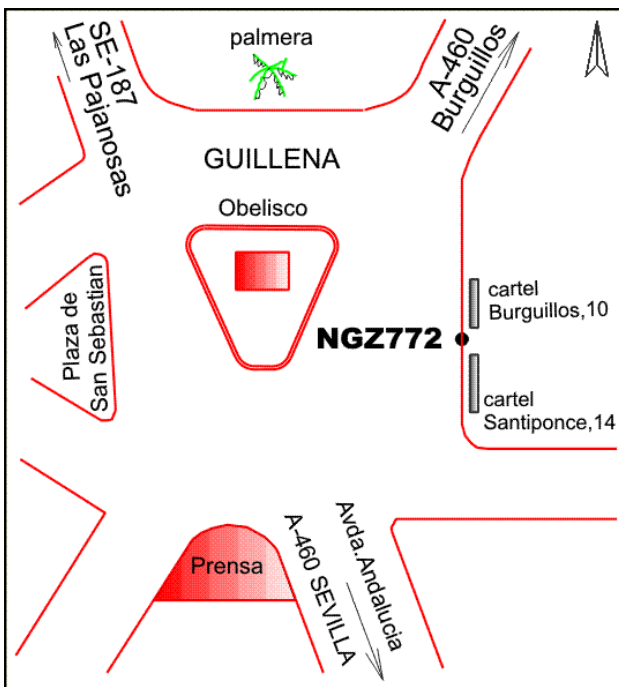 palmera
SE-187
Las Pajanosas
A-460
Burguillos
GUILLENA
Obelisco
cartel
Burguillos,10
NGZ772
Plaza de
San Sebastian
cartel
Santiponce,14
Prensa
A-460 SEVILLA
Avda.Andalucia